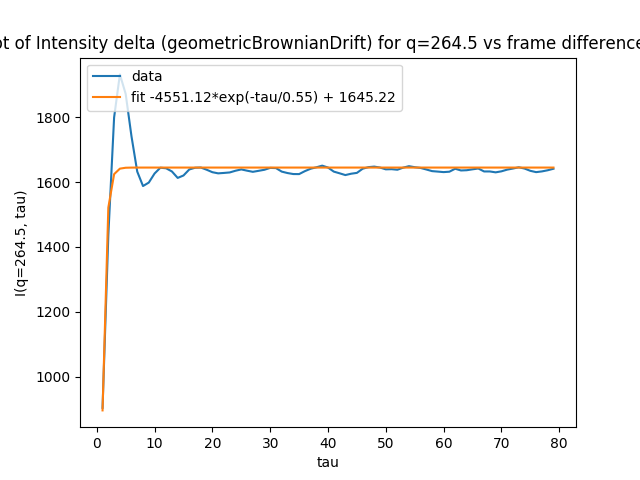 ot of Intensity delta (geometricBrownianDrift) for q=264.5 vs frame difference
data
fit -4551.12*exp(-tau/0.55) + 1645.22
I(q=264.5, tau)
1800
1600
1400
1200
1000
0 10 20 30 40 50 60 70 80
tau